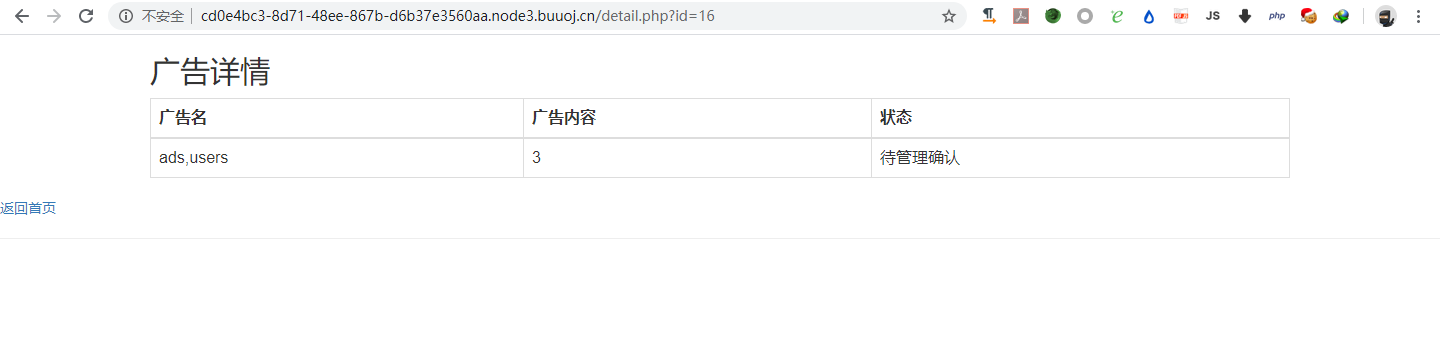 不安全 cd0e4bc3-8d71-48ee-867b-d6b37e3560aa.node3.buuoj.cn/detail.php?id=16
JS php
广告详情
广告名 广告内容 状态
ads,users 3 待管理确认
返回首页